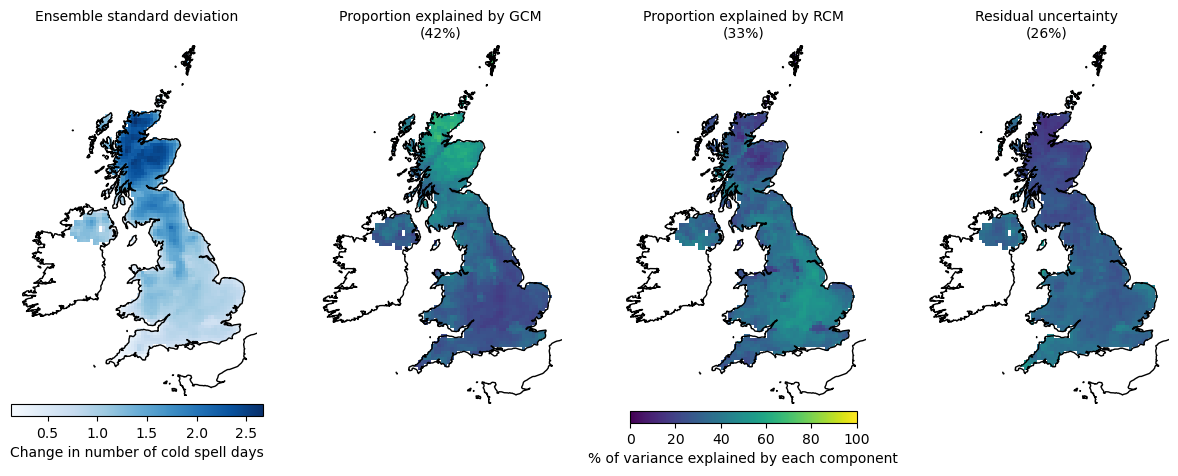 Ensemble standard deviation
Proportion explained by GCM
(42%)
Proportion explained by RCM
(33%)
Residual uncertainty
(26%)
0.5 1.0 1.5 2.0 2.5
Change in number of cold spell days
0 20 40 60 80 100
% of variance explained by each component